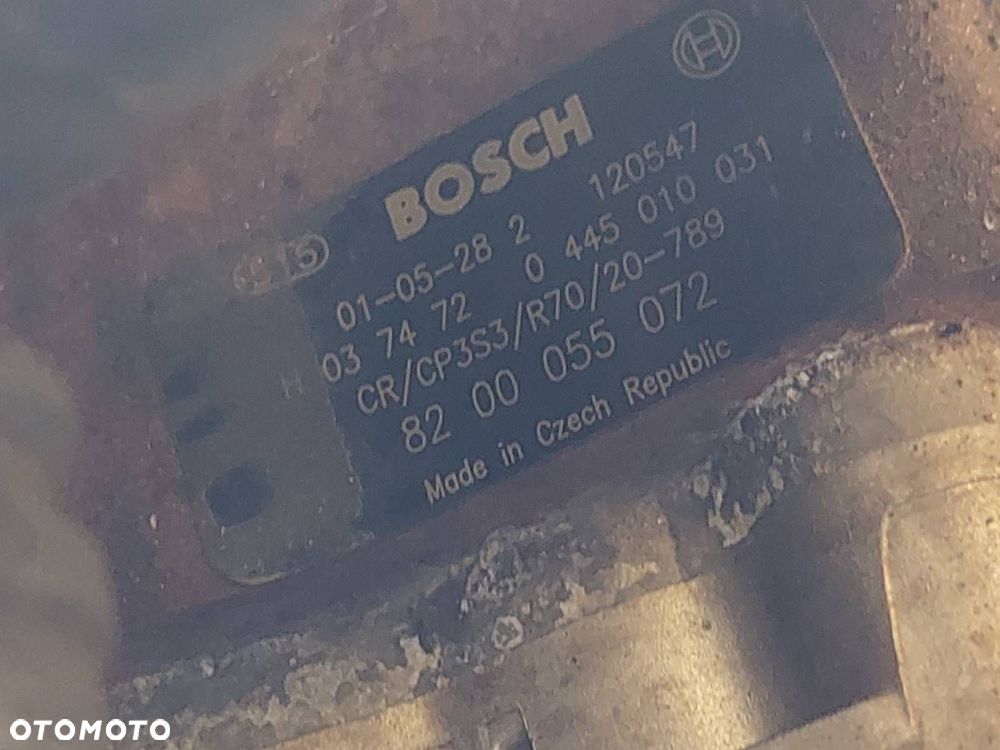 BOSCH
01-05-28 2 120547
03 74 72 0 445 010 031
CR/CP3S3/R70/20-789
82 00 055 072
Made in Czech Republic
H
OTOMOTO